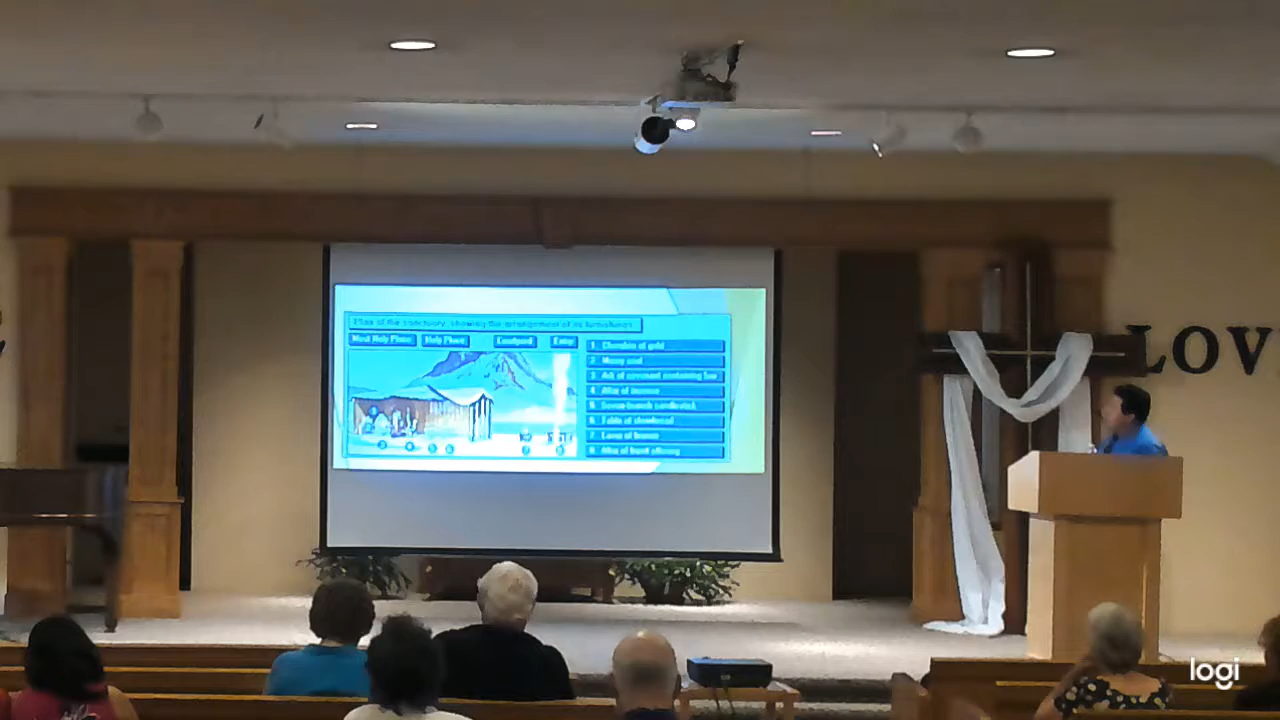 Plan of the sanctuary, showing the arrangement of its furnishings
Most Holy Place Holy Place Courtyard Entry
1. Cherubim of gold
2. Mercy seat
3. Ark of covenant containing law
4. Altar of incense
5. Seven-branch candlestick
6. Table of shewbread
7. Laver of bronze
8. Altar of burnt offering
LOV
logi